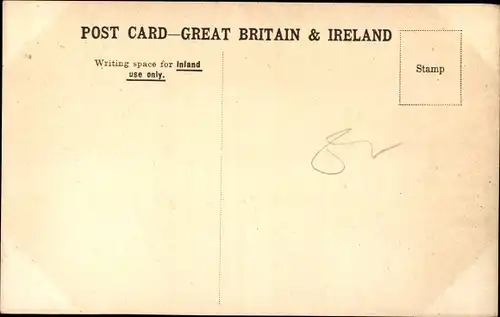 POST CARD—GREAT BRITAIN & IRELAND
Writing space for Inland
use only.
Stamp